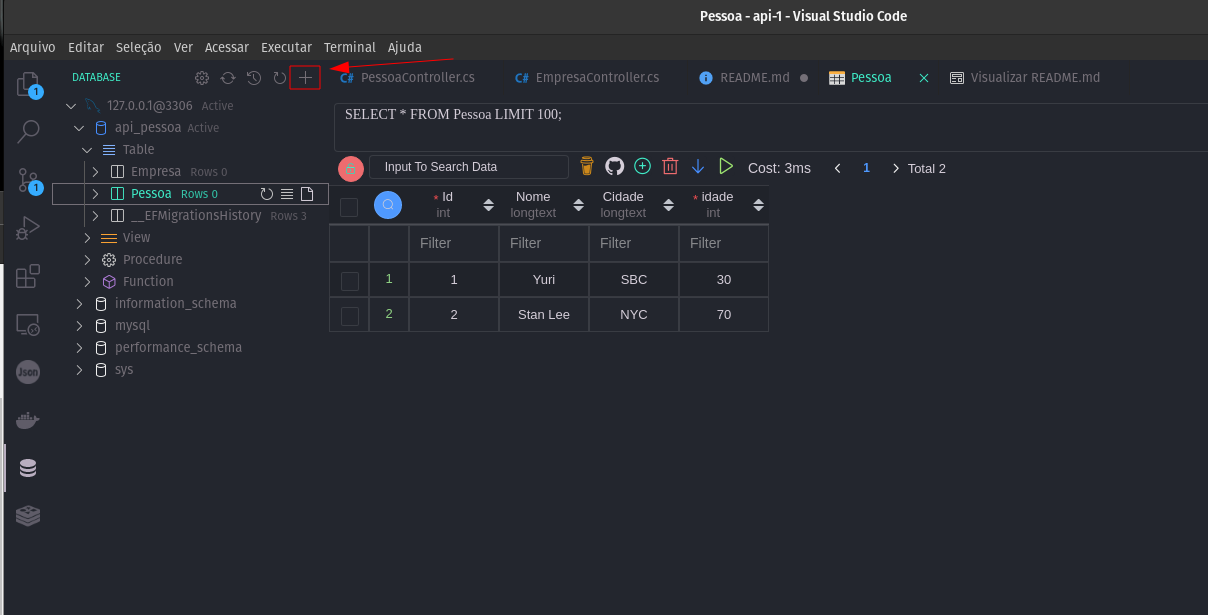 Pessoa - api-1 - Visual Studio Code
Arquivo Editar Seleção Ver Acessar Executar Terminal Ajuda
DATABASE
PessoaController.cs EmpresaController.cs README.md Pessoa Visualizar README.md
1
127.0.0.1@3306 Active
api_pessoa Active
Table
Empresa Rows 0
Pessoa Rows 0
__EFMigrationsHistory Rows 3
View
Procedure
Function
information_schema
mysql
performance_schema
sys
1
Json
SELECT * FROM Pessoa LIMIT 100;
Input To Search Data Cost: 3ms 1 Total 2
* Id Nome Cidade * idade
int longtext longtext int
Filter Filter Filter Filter
1 1 Yuri SBC 30
2 2 Stan Lee NYC 70